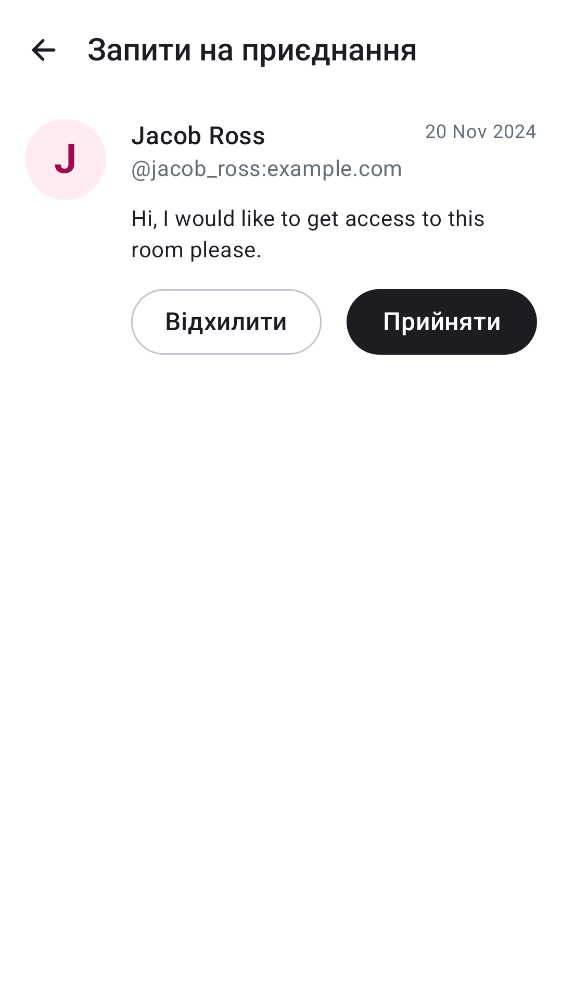 Запити на приєднання
J
Jacob Ross
20 Nov 2024
@jacob_ross:example.com
Hi, I would like to get access to this
room please.
Відхилити
Прийняти